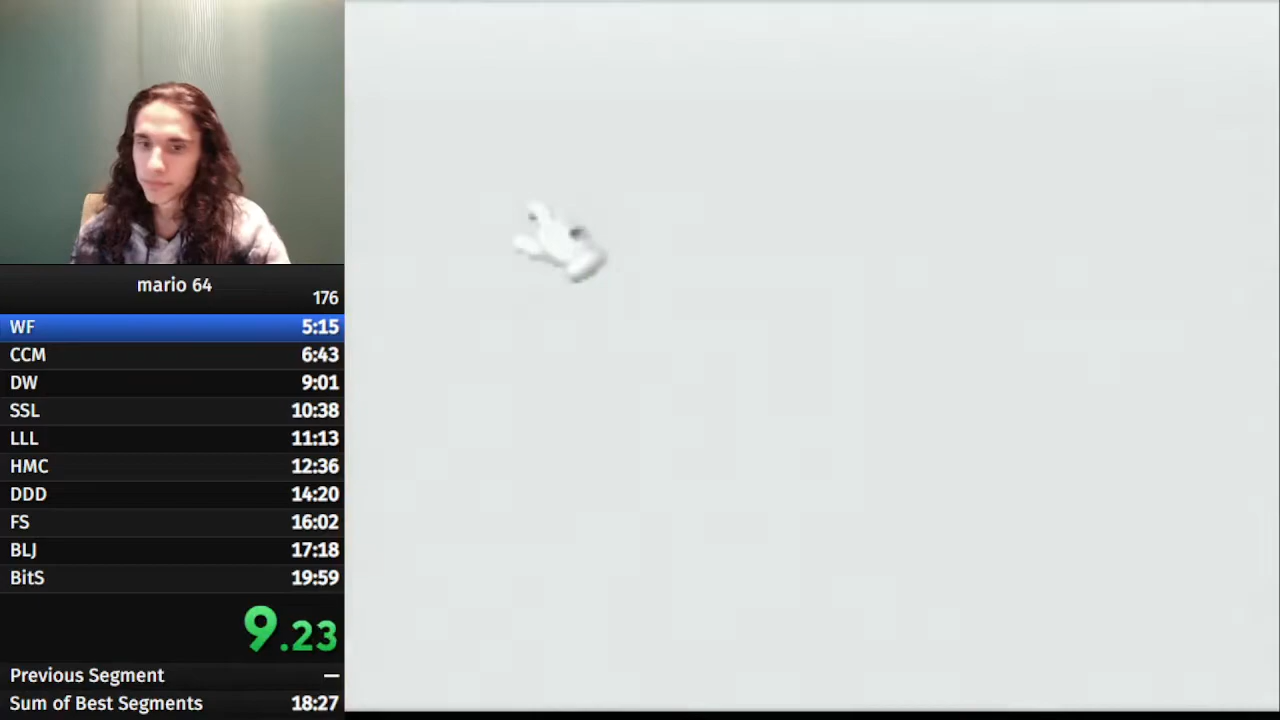 mario 64
176
WF 5:15
CCM 6:43
DW 9:01
SSL 10:38
LLL 11:13
HMC 12:36
DDD 14:20
FS 16:02
BLJ 17:18
BitS 19:59
9.23
Previous Segment —
Sum of Best Segments 18:27